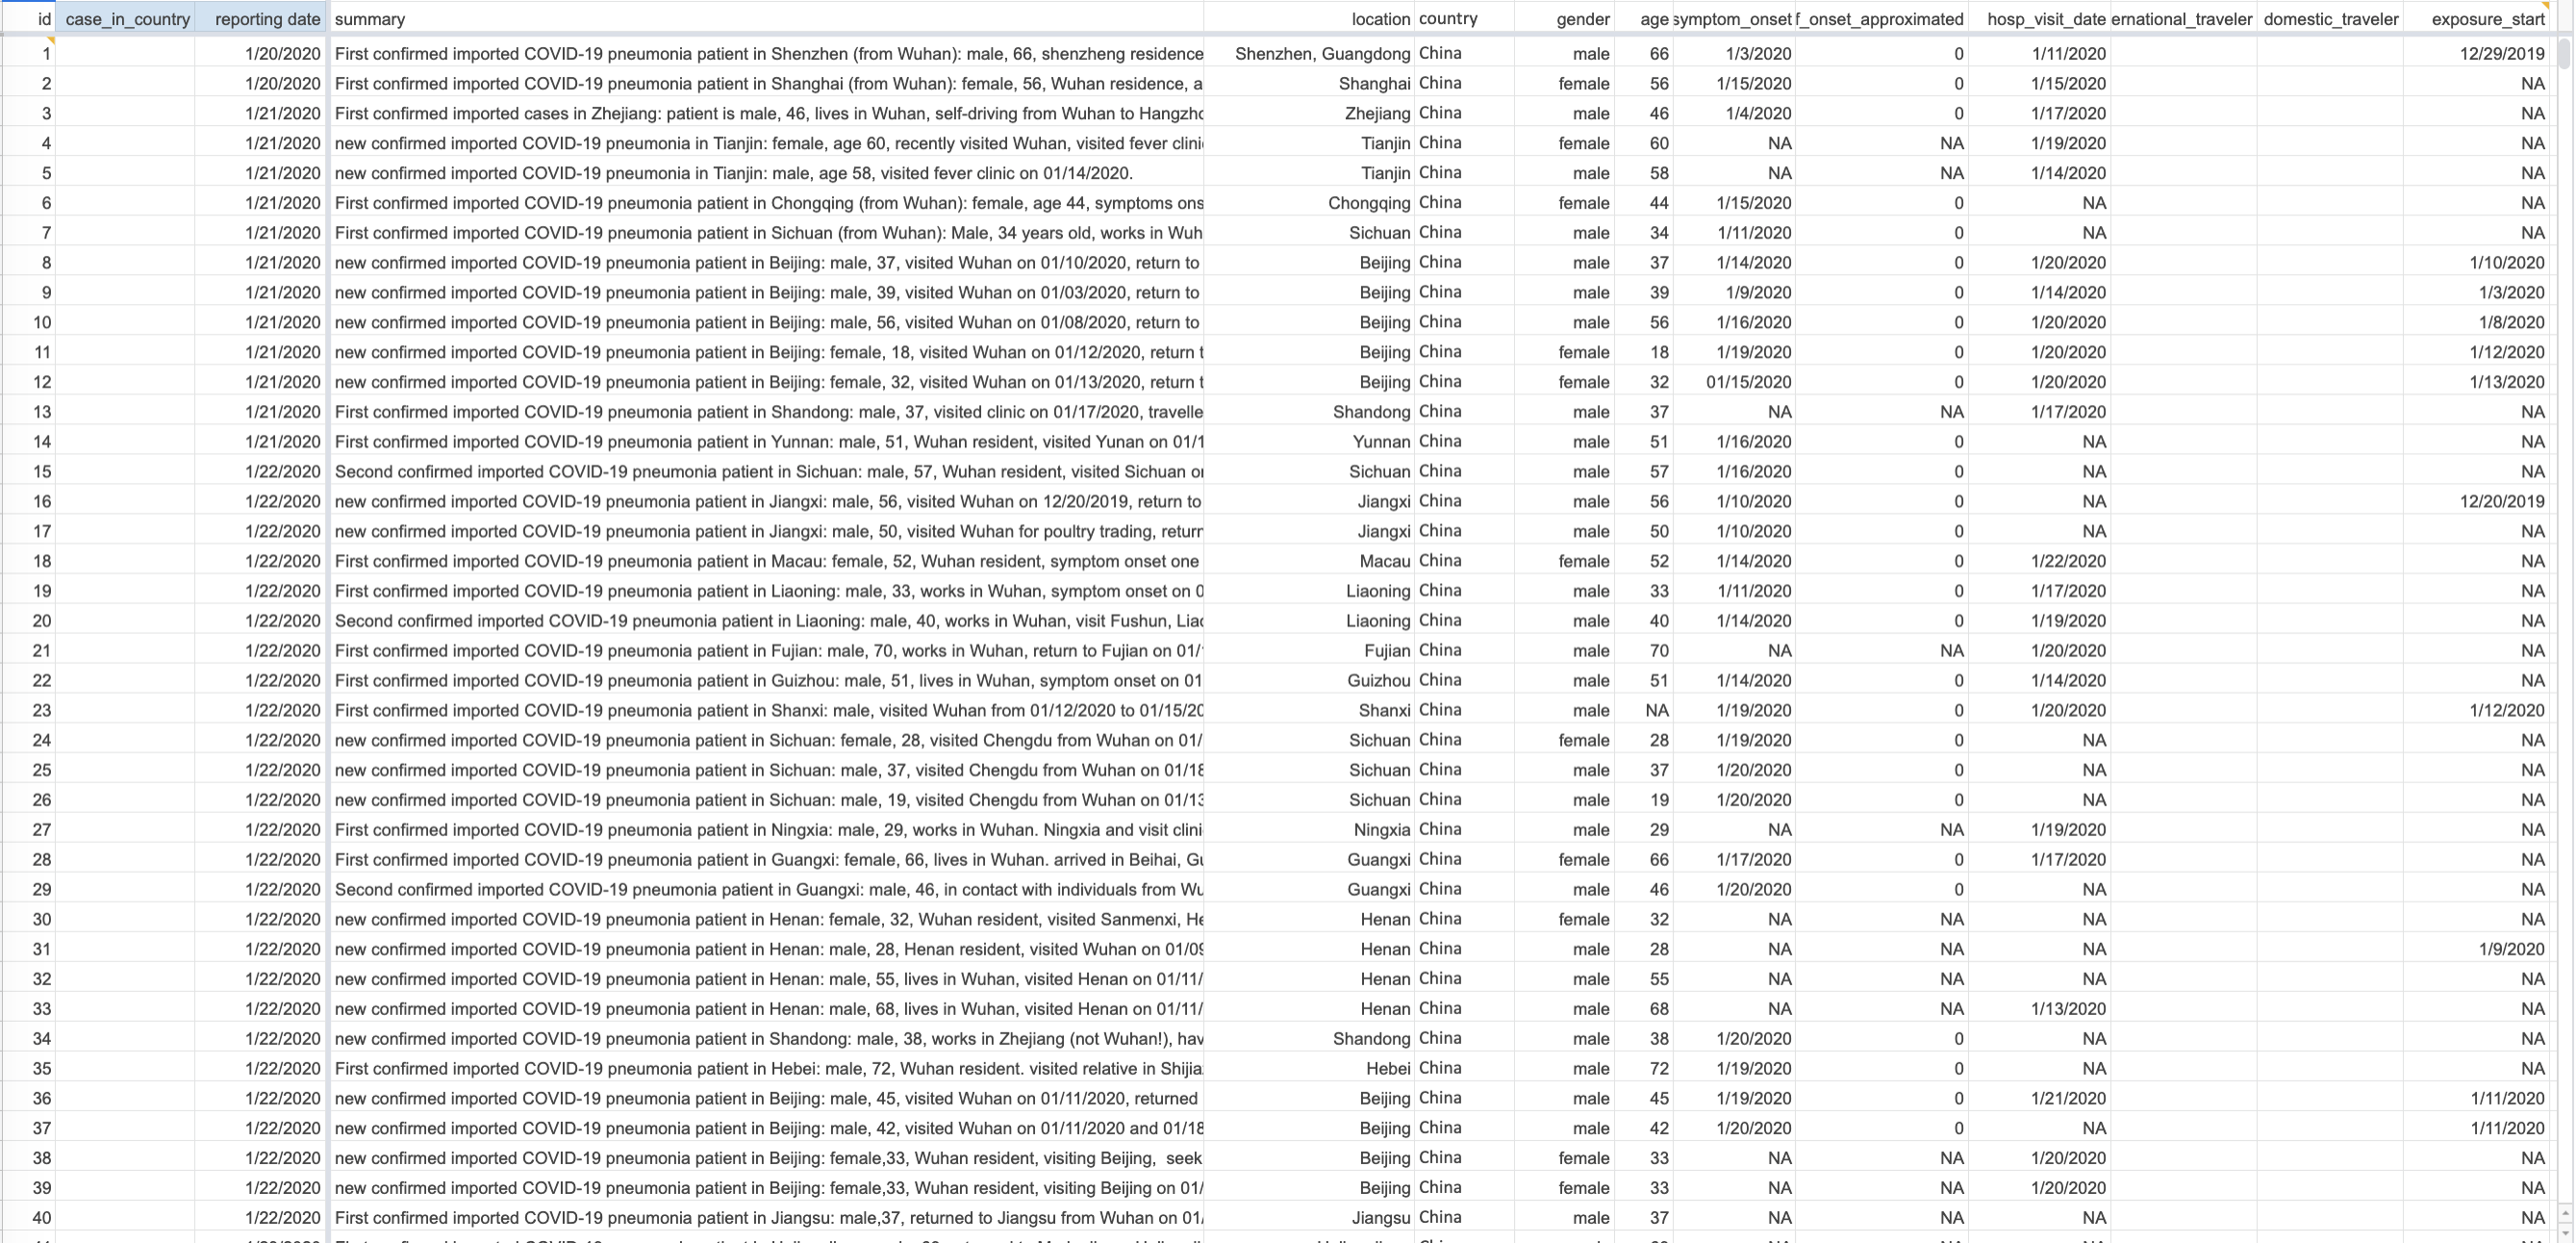 id case_in_country reporting date summary location country gender age symptom_onset f_onset_approximated hosp_visit_date ernational_traveler domestic_traveler exposure_start
1 1/20/2020 First confirmed imported COVID-19 pneumonia patient in Shenzhen (from Wuhan): male, 66, shenzheng residence Shenzhen, Guangdong China male 66 1/3/2020 0 1/11/2020 12/29/2019
2 1/20/2020 First confirmed imported COVID-19 pneumonia patient in Shanghai (from Wuhan): female, 56, Wuhan residence, a Shanghai China female 56 1/15/2020 0 1/15/2020 NA
3 1/21/2020 First confirmed imported cases in Zhejiang: patient is male, 46, lives in Wuhan, self-driving from Wuhan to Hangzho Zhejiang China male 46 1/4/2020 0 1/17/2020 NA
4 1/21/2020 new confirmed imported COVID-19 pneumonia in Tianjin: female, age 60, recently visited Wuhan, visited fever clini Tianjin China female 60 NA NA 1/19/2020 NA
5 1/21/2020 new confirmed imported COVID-19 pneumonia in Tianjin: male, age 58, visited fever clinic on 01/14/2020. Tianjin China male 58 NA NA 1/14/2020 NA
6 1/21/2020 First confirmed imported COVID-19 pneumonia patient in Chongqing (from Wuhan): female, age 44, symptoms ons Chongqing China female 44 1/15/2020 0 NA NA
7 1/21/2020 First confirmed imported COVID-19 pneumonia patient in Sichuan (from Wuhan): Male, 34 years old, works in Wuh Sichuan China male 34 1/11/2020 0 NA NA
8 1/21/2020 new confirmed imported COVID-19 pneumonia patient in Beijing: male, 37, visited Wuhan on 01/10/2020, return to Beijing China male 37 1/14/2020 0 1/20/2020 1/10/2020
9 1/21/2020 new confirmed imported COVID-19 pneumonia patient in Beijing: male, 39, visited Wuhan on 01/03/2020, return to Beijing China male 39 1/9/2020 0 1/14/2020 1/3/2020
10 1/21/2020 new confirmed imported COVID-19 pneumonia patient in Beijing: male, 56, visited Wuhan on 01/08/2020, return to Beijing China male 56 1/16/2020 0 1/20/2020 1/8/2020
11 1/21/2020 new confirmed imported COVID-19 pneumonia patient in Beijing: female, 18, visited Wuhan on 01/12/2020, return t Beijing China female 18 1/19/2020 0 1/20/2020 1/12/2020
12 1/21/2020 new confirmed imported COVID-19 pneumonia patient in Beijing: female, 32, visited Wuhan on 01/13/2020, return t Beijing China female 32 01/15/2020 0 1/20/2020 1/13/2020
13 1/21/2020 First confirmed imported COVID-19 pneumonia patient in Shandong: male, 37, visited clinic on 01/17/2020, travelle Shandong China male 37 NA NA 1/17/2020 NA
14 1/21/2020 First confirmed imported COVID-19 pneumonia patient in Yunnan: male, 51, Wuhan resident, visited Yunan on 01/1 Yunnan China male 51 1/16/2020 0 NA NA
15 1/22/2020 Second confirmed imported COVID-19 pneumonia patient in Sichuan: male, 57, Wuhan resident, visited Sichuan or Sichuan China male 57 1/16/2020 0 NA NA
16 1/22/2020 new confirmed imported COVID-19 pneumonia patient in Jiangxi: male, 56, visited Wuhan on 12/20/2019, return to Jiangxi China male 56 1/10/2020 0 NA 12/20/2019
17 1/22/2020 new confirmed imported COVID-19 pneumonia patient in Jiangxi: male, 50, visited Wuhan for poultry trading, return Jiangxi China male 50 1/10/2020 0 NA NA
18 1/22/2020 First confirmed imported COVID-19 pneumonia patient in Macau: female, 52, Wuhan resident, symptom onset one Macau China female 52 1/14/2020 0 1/22/2020 NA
19 1/22/2020 First confirmed imported COVID-19 pneumonia patient in Liaoning: male, 33, works in Wuhan, symptom onset on 0 Liaoning China male 33 1/11/2020 0 1/17/2020 NA
20 1/22/2020 Second confirmed imported COVID-19 pneumonia patient in Liaoning: male, 40, works in Wuhan, visit Fushun, Liao Liaoning China male 40 1/14/2020 0 1/19/2020 NA
21 1/22/2020 First confirmed imported COVID-19 pneumonia patient in Fujian: male, 70, works in Wuhan, return to Fujian on 01/ Fujian China male 70 NA NA 1/20/2020 NA
22 1/22/2020 First confirmed imported COVID-19 pneumonia patient in Guizhou: male, 51, lives in Wuhan, symptom onset on 01 Guizhou China male 51 1/14/2020 0 1/14/2020 NA
23 1/22/2020 First confirmed imported COVID-19 pneumonia patient in Shanxi: male, visited Wuhan from 01/12/2020 to 01/15/20 Shanxi China male NA 1/19/2020 0 1/20/2020 1/12/2020
24 1/22/2020 new confirmed imported COVID-19 pneumonia patient in Sichuan: female, 28, visited Chengdu from Wuhan on 01/ Sichuan China female 28 1/19/2020 0 NA NA
25 1/22/2020 new confirmed imported COVID-19 pneumonia patient in Sichuan: male, 37, visited Chengdu from Wuhan on 01/18 Sichuan China male 37 1/20/2020 0 NA NA
26 1/22/2020 new confirmed imported COVID-19 pneumonia patient in Sichuan: male, 19, visited Chengdu from Wuhan on 01/13 Sichuan China male 19 1/20/2020 0 NA NA
27 1/22/2020 First confirmed imported COVID-19 pneumonia patient in Ningxia: male, 29, works in Wuhan. Ningxia and visit clini Ningxia China male 29 NA NA 1/19/2020 NA
28 1/22/2020 First confirmed imported COVID-19 pneumonia patient in Guangxi: female, 66, lives in Wuhan. arrived in Beihai, Gu Guangxi China female 66 1/17/2020 0 1/17/2020 NA
29 1/22/2020 Second confirmed imported COVID-19 pneumonia patient in Guangxi: male, 46, in contact with individuals from Wu Guangxi China male 46 1/20/2020 0 NA NA
30 1/22/2020 new confirmed imported COVID-19 pneumonia patient in Henan: female, 32, Wuhan resident, visited Sanmenxi, He Henan China female 32 NA NA NA NA
31 1/22/2020 new confirmed imported COVID-19 pneumonia patient in Henan: male, 28, Henan resident, visited Wuhan on 01/09 Henan China male 28 NA NA NA 1/9/2020
32 1/22/2020 new confirmed imported COVID-19 pneumonia patient in Henan: male, 55, lives in Wuhan, visited Henan on 01/11/ Henan China male 55 NA NA NA NA
33 1/22/2020 new confirmed imported COVID-19 pneumonia patient in Henan: male, 68, lives in Wuhan, visited Henan on 01/11/ Henan China male 68 NA NA 1/13/2020 NA
34 1/22/2020 new confirmed imported COVID-19 pneumonia patient in Shandong: male, 38, works in Zhejiang (not Wuhan!), hav Shandong China male 38 1/20/2020 0 NA NA
35 1/22/2020 First confirmed imported COVID-19 pneumonia patient in Hebei: male, 72, Wuhan resident. visited relative in Shijia Hebei China male 72 1/19/2020 0 NA NA
36 1/22/2020 new confirmed imported COVID-19 pneumonia patient in Beijing: male, 45, visited Wuhan on 01/11/2020, returned Beijing China male 45 1/19/2020 0 1/21/2020 1/11/2020
37 1/22/2020 new confirmed imported COVID-19 pneumonia patient in Beijing: male, 42, visited Wuhan on 01/11/2020 and 01/18 Beijing China male 42 1/20/2020 0 NA 1/11/2020
38 1/22/2020 new confirmed imported COVID-19 pneumonia patient in Beijing: female,33, Wuhan resident, visiting Beijing, seek Beijing China female 33 NA NA 1/20/2020 NA
39 1/22/2020 new confirmed imported COVID-19 pneumonia patient in Beijing: female,33, Wuhan resident, visiting Beijing on 01/ Beijing China female 33 NA NA 1/20/2020 NA
40 1/22/2020 First confirmed imported COVID-19 pneumonia patient in Jiangsu: male,37, returned to Jiangsu from Wuhan on 01/ Jiangsu China male 37 NA NA NA NA